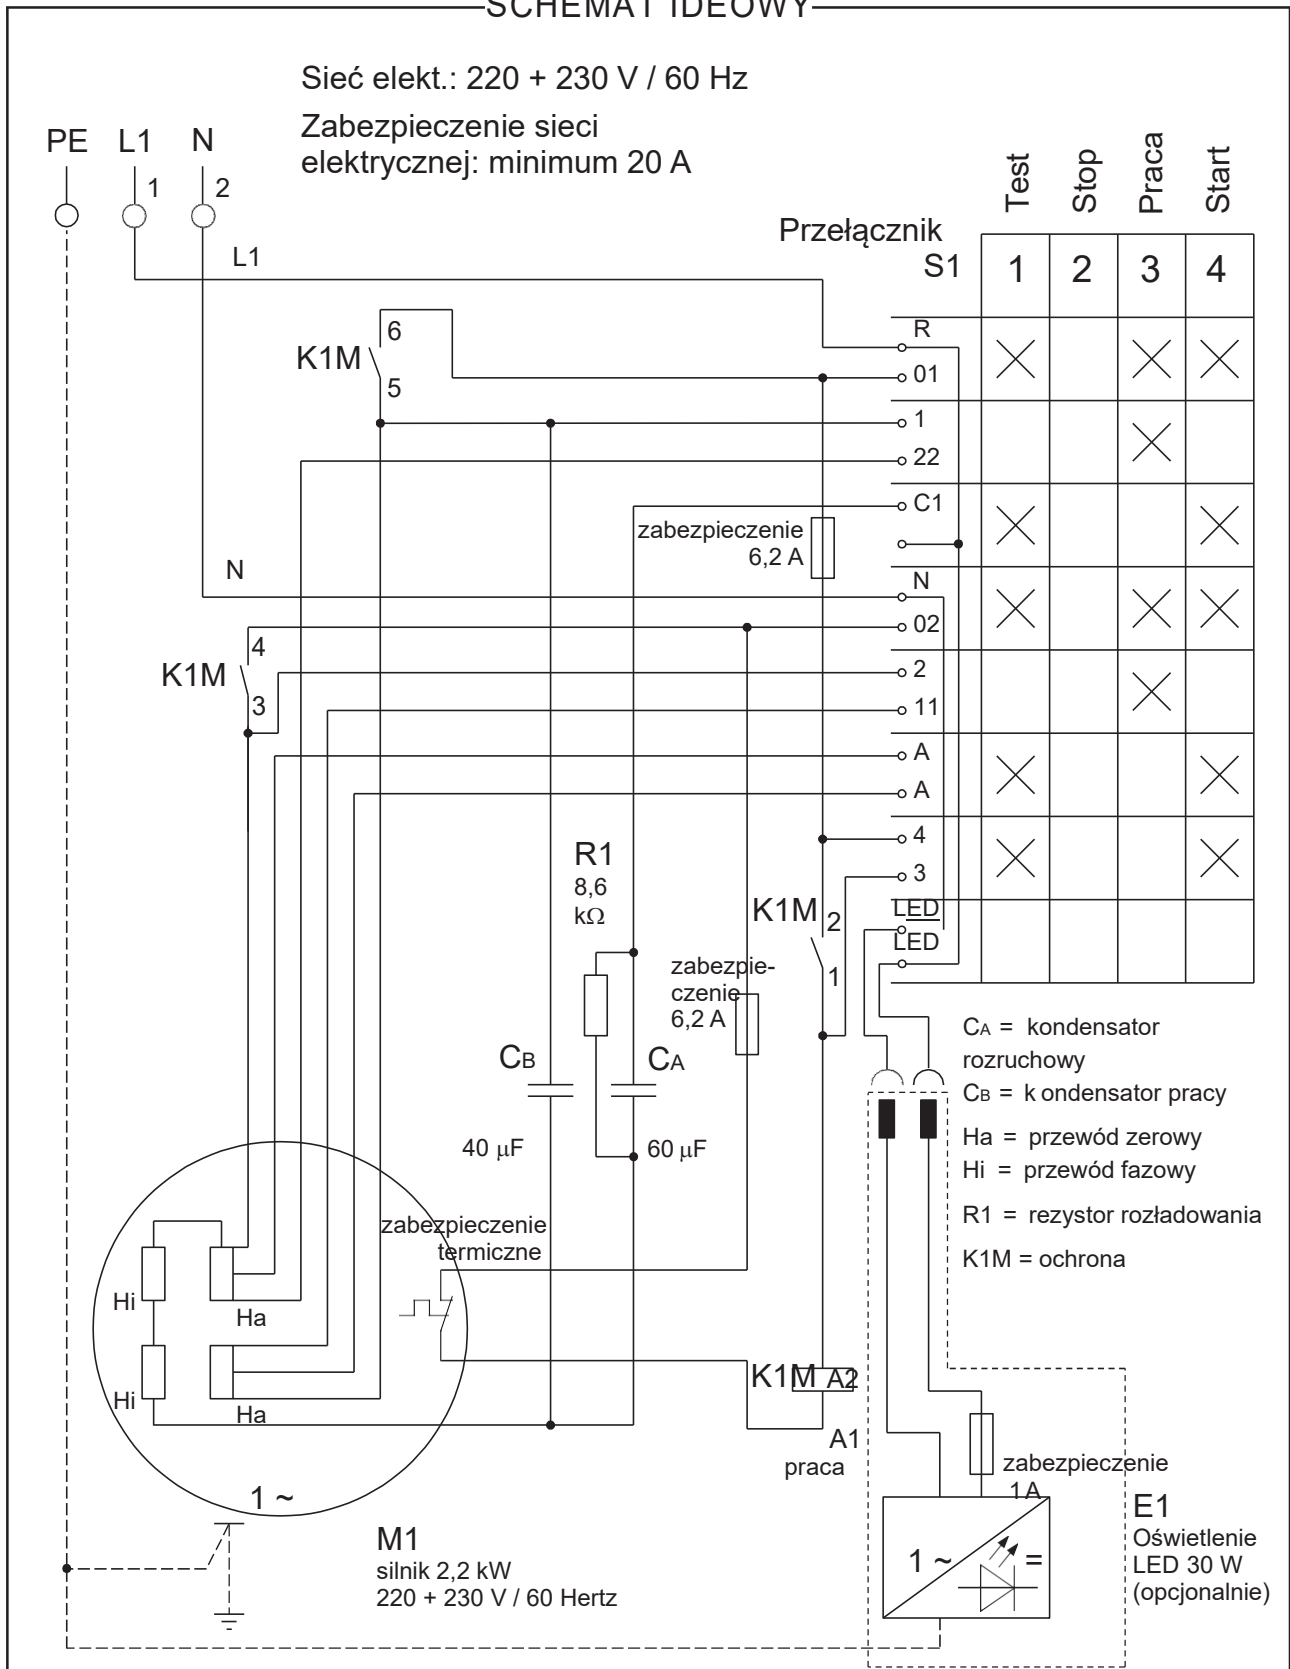 SCHEMAT IDEOWY
Sieć elekt.: 220 + 230 V / 60 Hz
Zabezpieczenie sieci
elektrycznej: minimum 20 A
PE L1 N
1 2
Test
Stop
Praca
Start
Przełącznik
S1 1 2 3 4
L1
R
6
K1M
5
01
1
22
C1
zabezpieczenie
6,2 A
N
N
02
4
K1M
3
2
11
A
A
4
3
R1
8,6
kΩ
K1M 2
1
LED
LED
zabezpie-
czenie
6,2 A
CB
CA
40 μF
60 μF
CA = kondensator
rozruchowy
CB = k ondensator pracy
Ha = przewód zerowy
Hi = przewód fazowy
R1 = rezystor rozładowania
K1M = ochrona
zabezpieczenie
termiczne
Hi
Ha
Hi
Ha
K1M A2
A1
praca
1 ~
M1
silnik 2,2 kW
220 + 230 V / 60 Hertz
zabezpieczenie
1A
1 ~ =
E1
Oświetlenie
LED 30 W
(opcjonalnie)